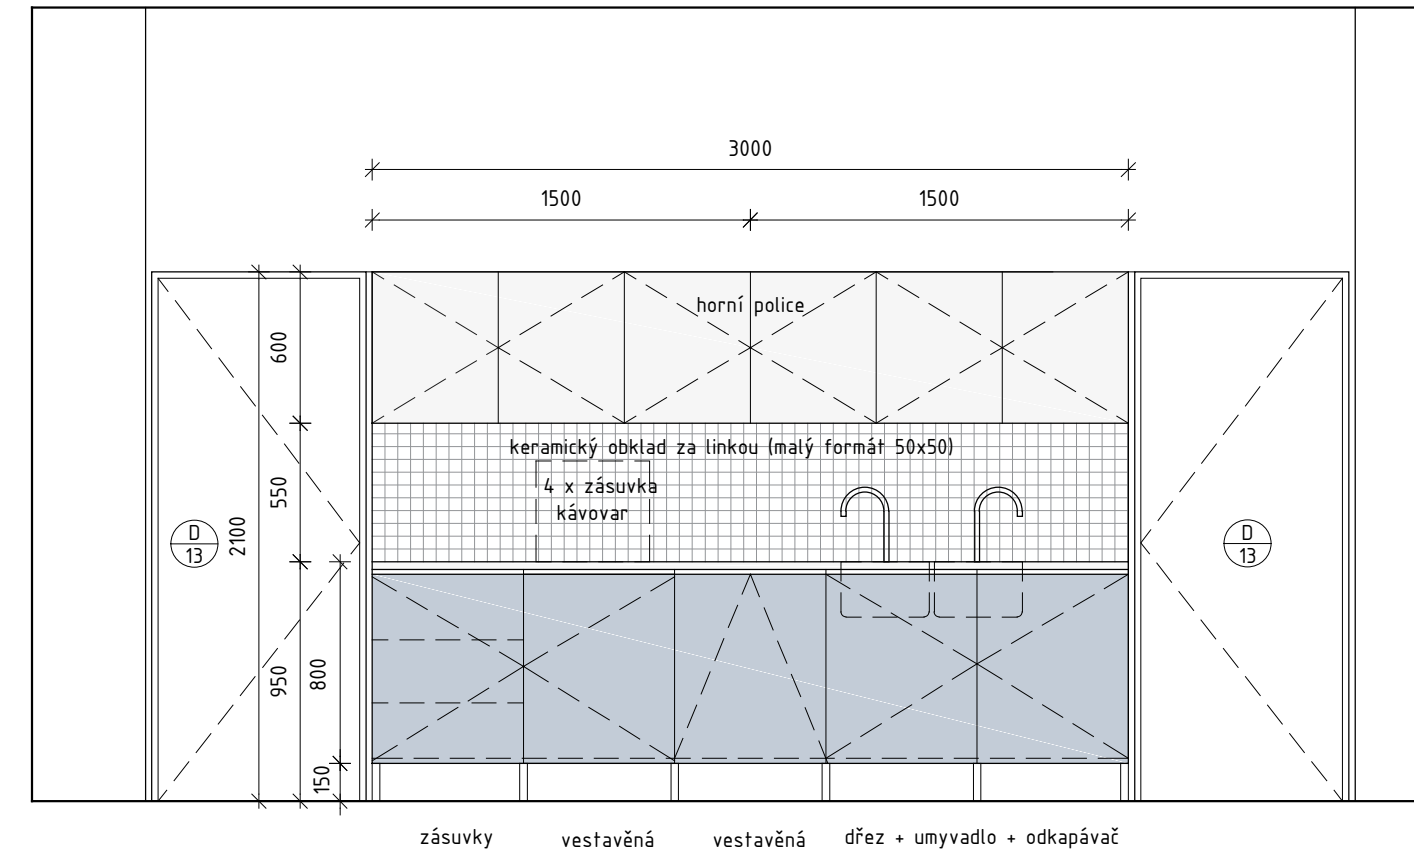 3000
1500
1500
horní police
600
keramický obklad za linkou (malý formát 50x50)
4 x zásuvka
kávovar
550
2100
D
13
D
13
950
800
150
zásuvky
vestavěná
vestavěná
dřez + umyvadlo + odkapávač